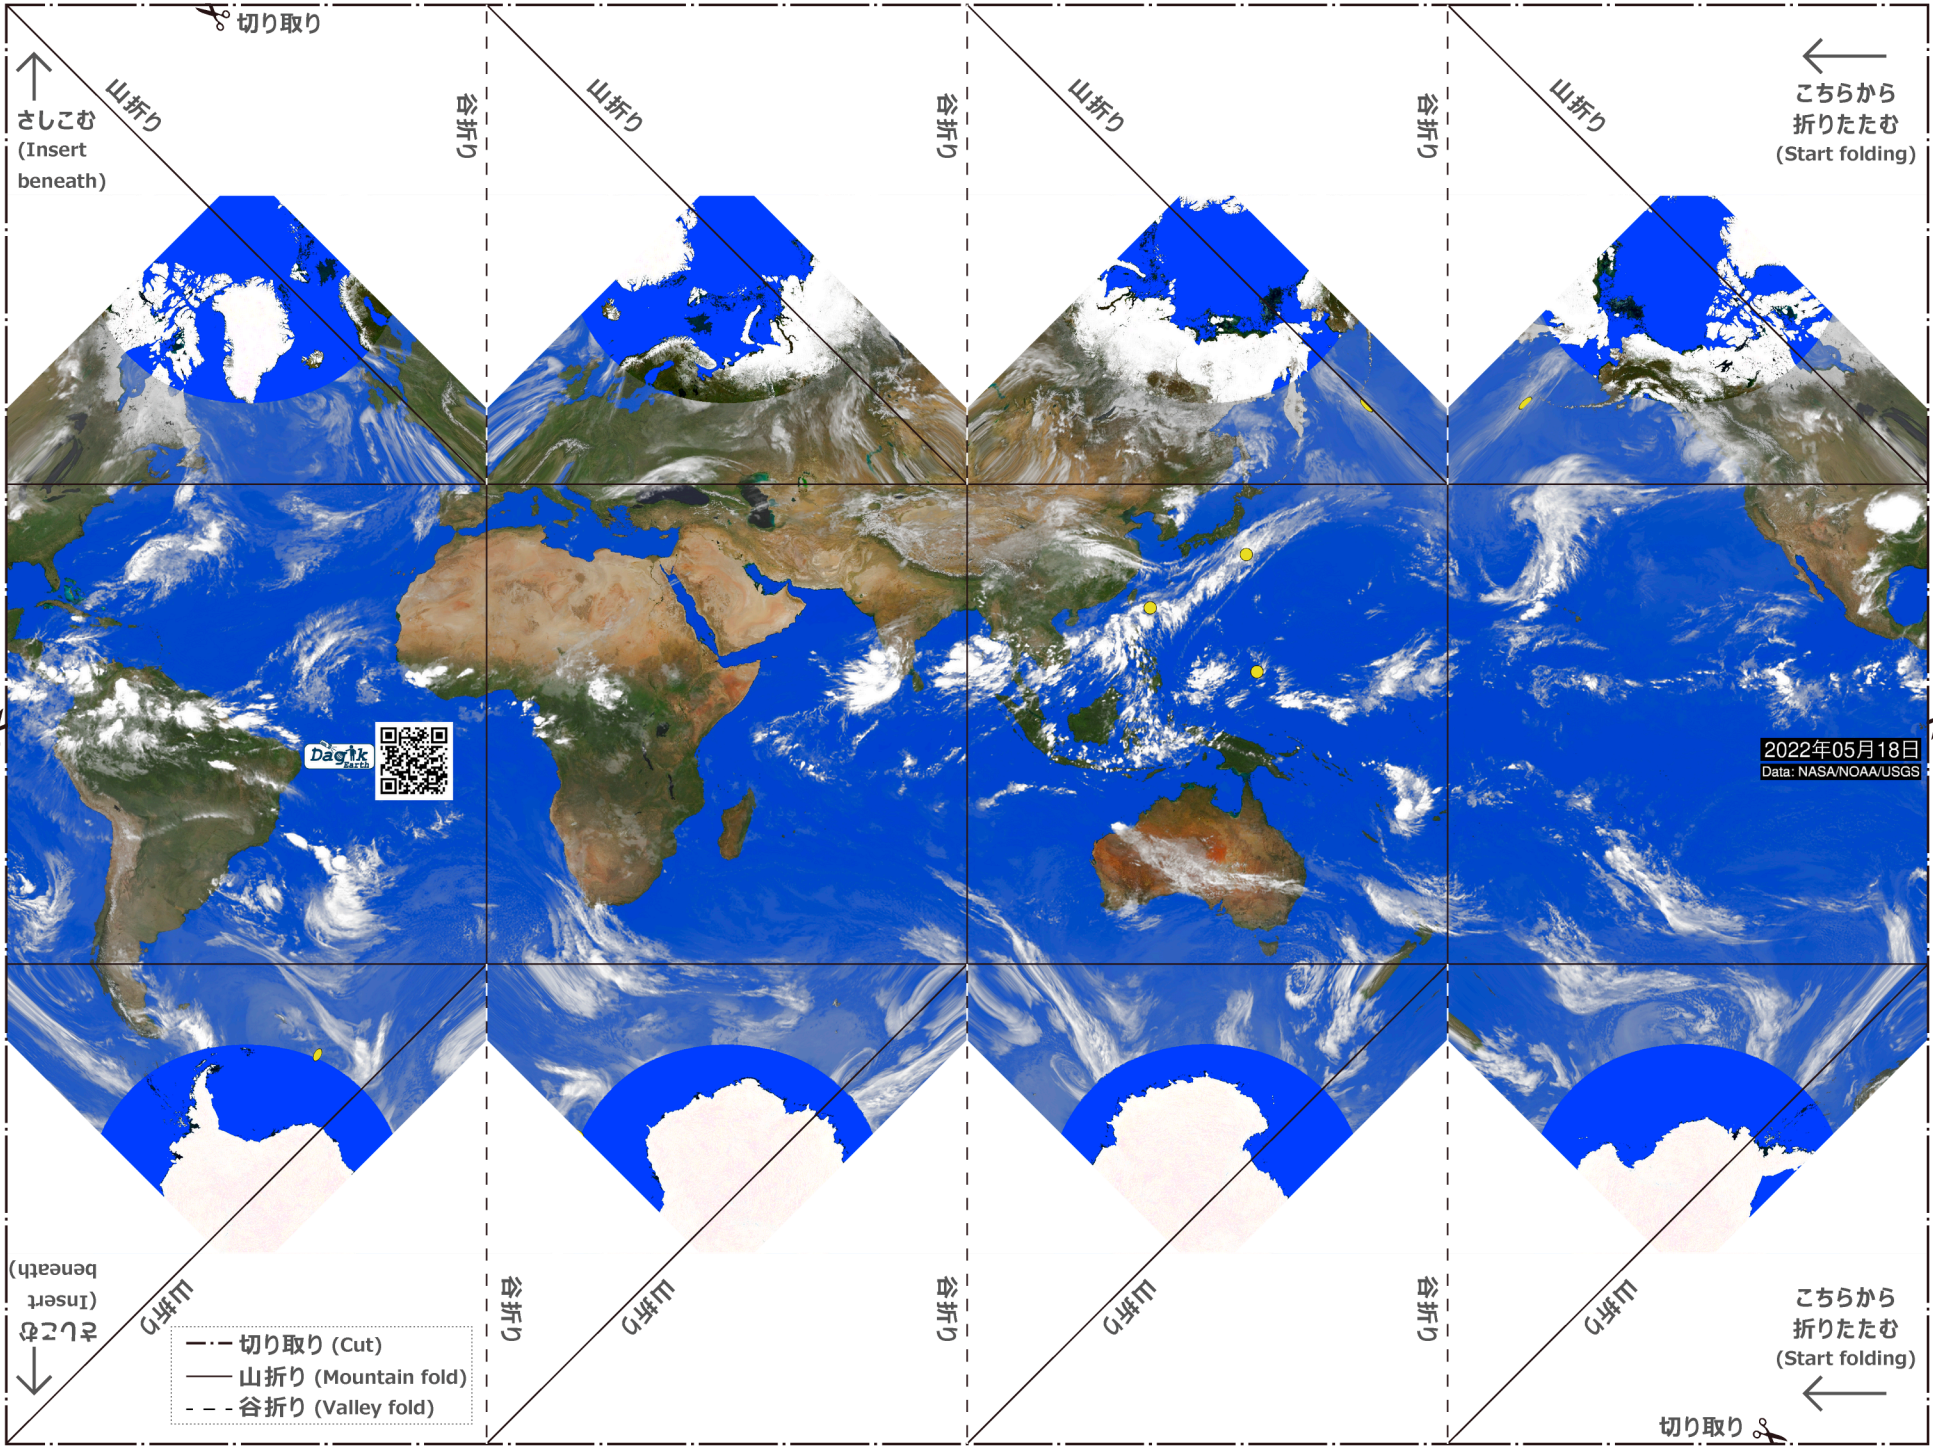 切り取り
さしこむ
(Insert
beneath)
山折り
谷折り
山折り
谷折り
山折り
谷折り
山折り
こちらから
折りたたむ
(Start folding)
Dagik
Earth
2022年05月18日
Data: NASA/NOAA/USGS
さしこむ
(Insert
beneath)
山折り
谷折り
山折り
谷折り
山折り
谷折り
山折り
こちらから
折りたたむ
(Start folding)
切り取り (Cut)
山折り (Mountain fold)
谷折り (Valley fold)
切り取り